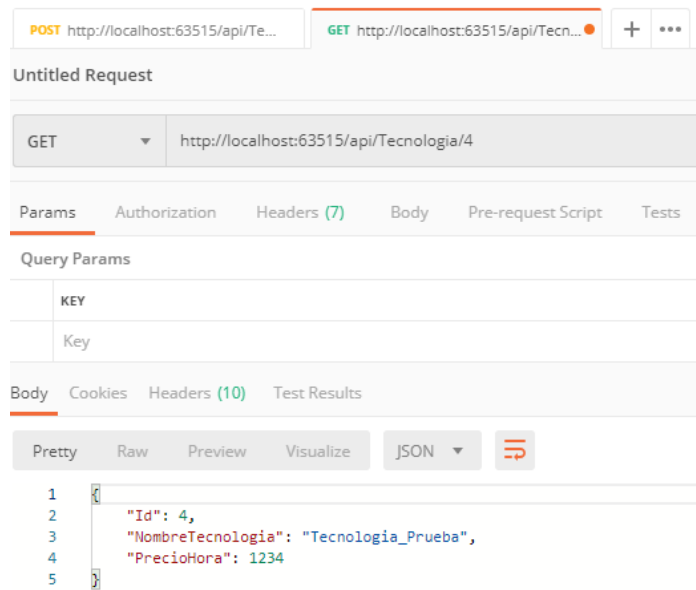 POST http://localhost:63515/api/Te... GET http://localhost:63515/api/Tecn... + •••
Untitled Request
GET http://localhost:63515/api/Tecnologia/4
Params Authorization Headers (7) Body Pre-request Script Tests
Query Params
KEY
Key
Body Cookies Headers (10) Test Results
Pretty Raw Preview Visualize JSON
1 {
2 "Id": 4,
3 "NombreTecnologia": "Tecnologia_Prueba",
4 "PrecioHora": 1234
5 }